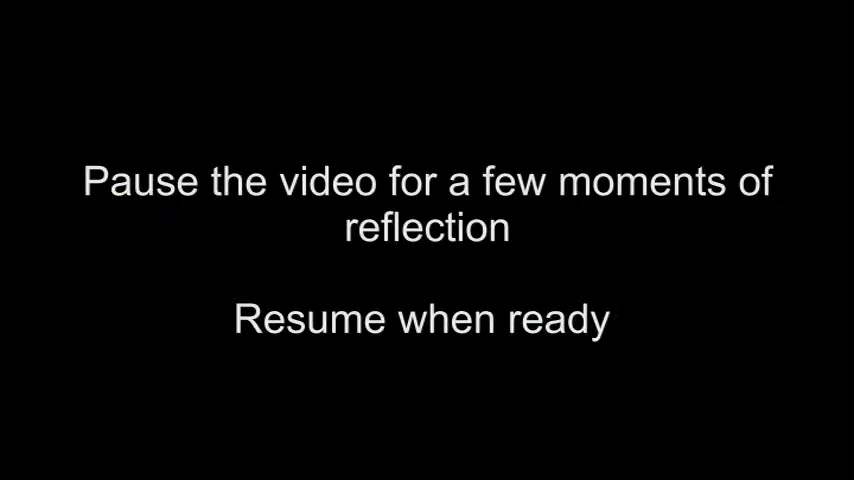 Pause the video for a few moments of
reflection
Resume when ready